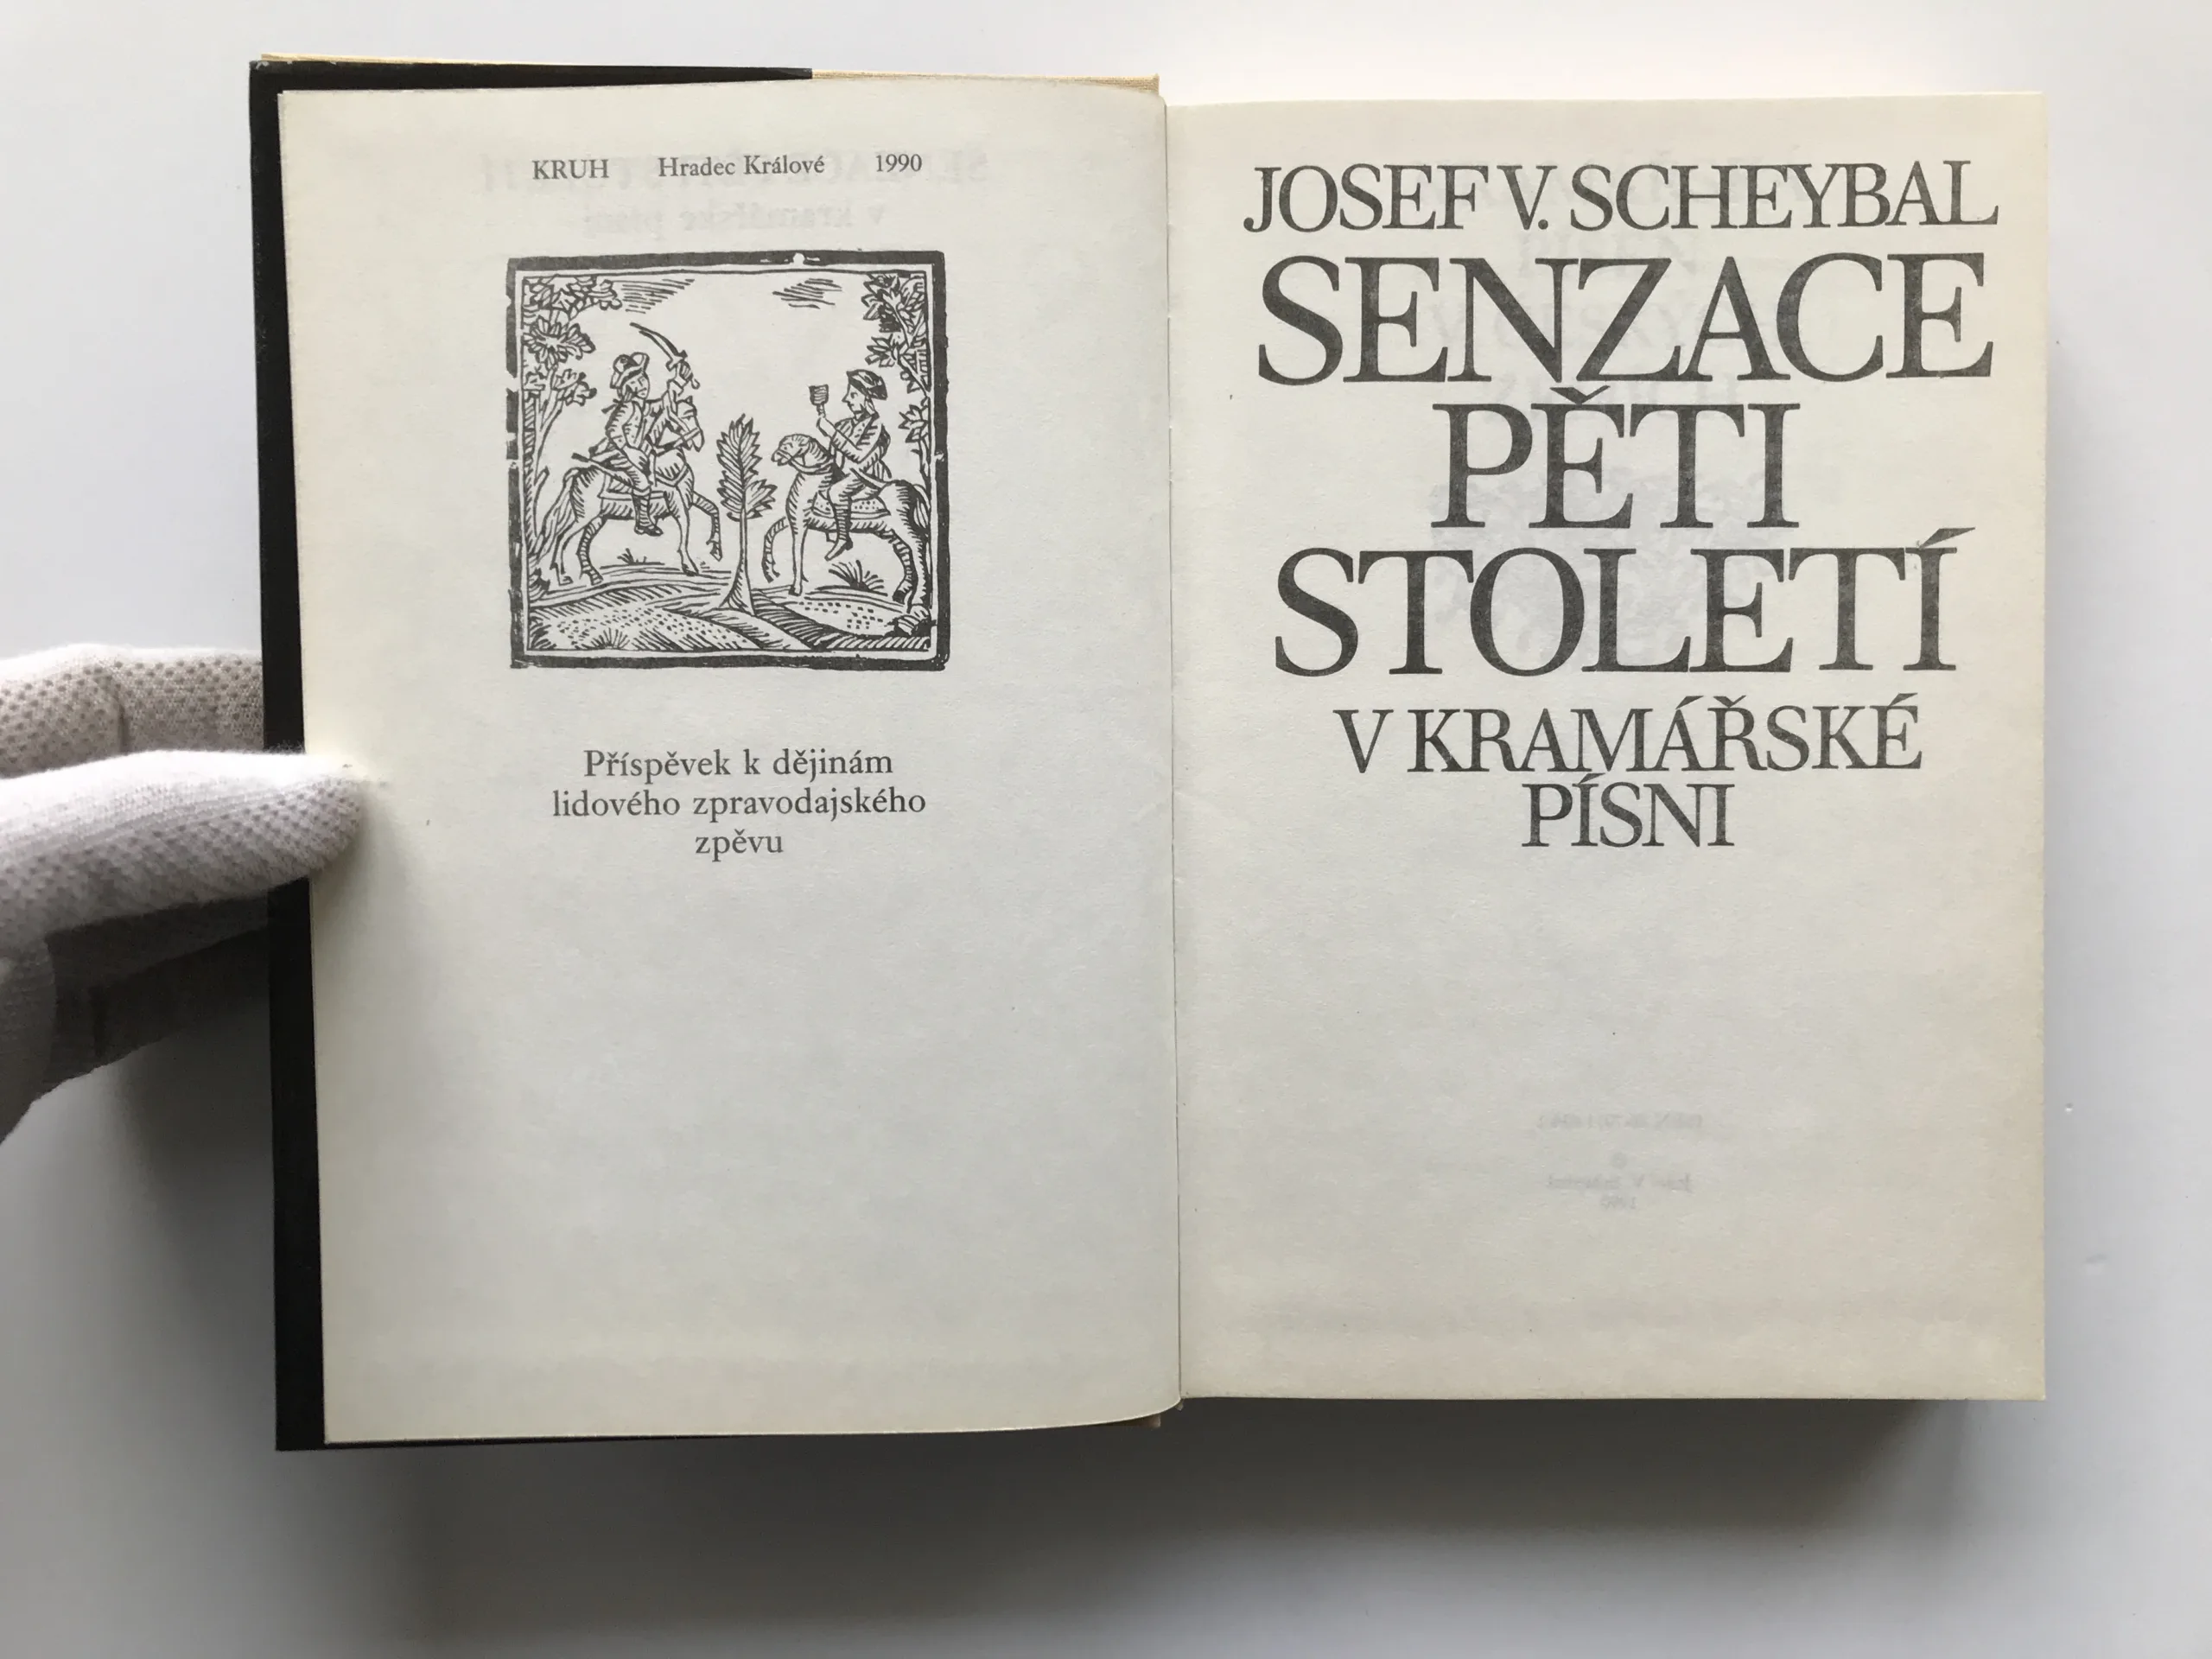 KRUH Hradec Králové 1990
Příspěvek k dějinám
lidového zpravodajského
zpěvu
JOSEF V. SCHEYBAL
SENZACE
PĚTI
STOLETÍ
V KRAMÁŘSKÉ
PÍSNI